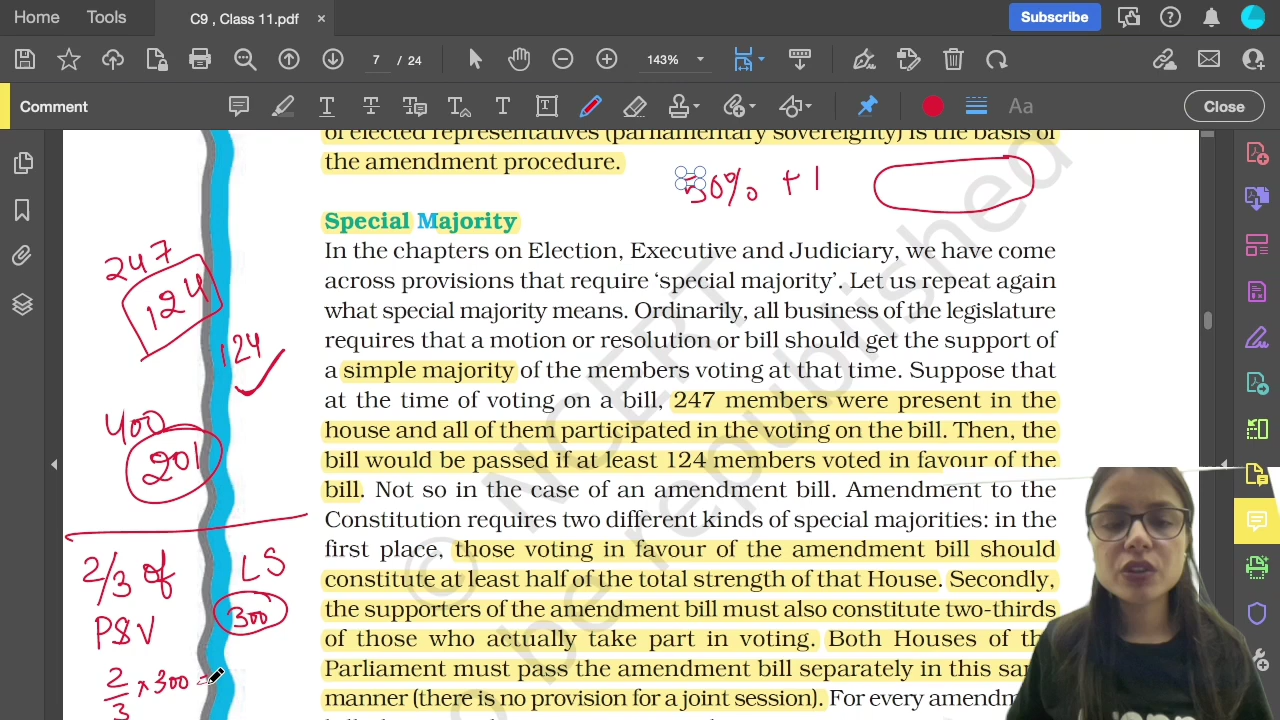 Home Tools C9 , Class 11.pdf × Subscribe
7 / 24 143%
Comment Aa Close
of elected representatives (parliamentary sovereignty) is the basis of
the amendment procedure.
50% + 1
Special Majority
In the chapters on Election, Executive and Judiciary, we have come
across provisions that require ‘special majority’. Let us repeat again
what special majority means. Ordinarily, all business of the legislature
requires that a motion or resolution or bill should get the support of
a simple majority of the members voting at that time. Suppose that
at the time of voting on a bill, 247 members were present in the
house and all of them participated in the voting on the bill. Then, the
bill would be passed if at least 124 members voted in favour of the
bill. Not so in the case of an amendment bill. Amendment to the
Constitution requires two different kinds of special majorities: in the
first place, those voting in favour of the amendment bill should
constitute at least half of the total strength of that House. Secondly,
the supporters of the amendment bill must also constitute two-thirds
of those who actually take part in voting. Both Houses of
Parliament must pass the amendment bill separately in this
manner (there is no provision for a joint session). For every
247
124
124
400
201
2/3 of LS
P&V 300
2/3 × 300 =
© NCERT